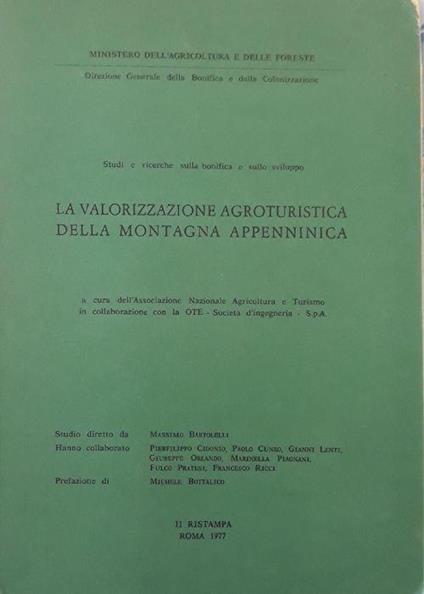 MINISTERO DELL'AGRICOLTURA E DELLE FORESTE
Direzione Generale della Bonifica e della Colonizzazione
Studi e ricerche sulla bonifica e sullo sviluppo
LA VALORIZZAZIONE AGROTURISTICA
DELLA MONTAGNA APPENNINICA
a cura dell'Associazione Nazionale Agricoltura e Turismo
in collaborazione con la OTE - Società d'ingegneria - S.p.A.
Studio diretto da MASSIMO BARTOLELLI
Hanno collaborato PIERFILIPPO CIDONIO, PAOLO CUNEO, GIANNI LENTI,
GIUSEPPE ORLANDO, MARINELLA PIAGNANI,
FULCO PRATESI, FRANCESCO RICCI
Prefazione di MICHELE BOTTALICO
II RISTAMPA
ROMA 1977